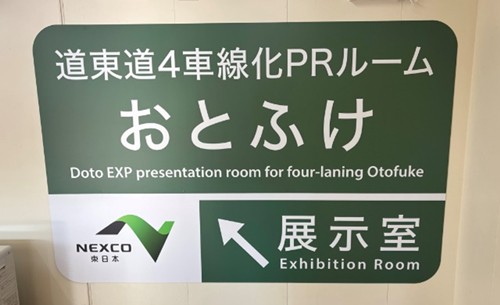 道東道4車線化PRルーム
おとふけ
Doto EXP presentation room for four-laning Otofuke
NEXCO
東日本
展示室
Exhibition Room